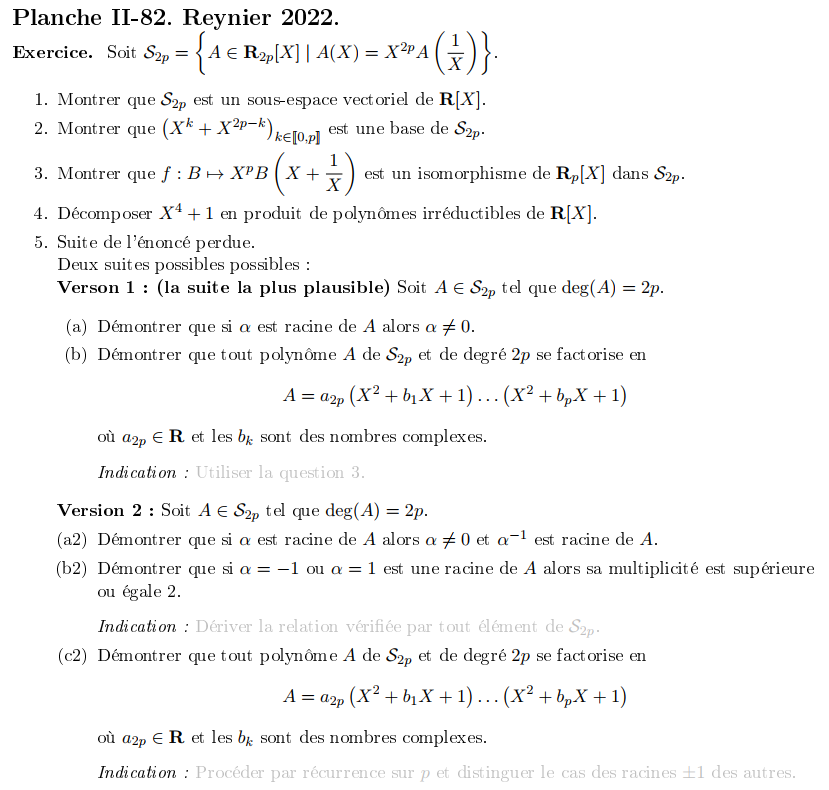 Planche II-82. Reynier 2022.
Exercice. Soit $\mathcal{S}_{2p} = \left\{ A \in \mathbf{R}_{2p}[X] \mid A(X) = X^{2p} A\left(\frac{1}{X}\right) \right\}$.
1. Montrer que $\mathcal{S}_{2p}$ est un sous-espace vectoriel de $\mathbf{R}[X]$.
2. Montrer que $\left(X^k + X^{2p-k}\right)_{k \in [\![0,p]\!]}$ est une base de $\mathcal{S}_{2p}$.
3. Montrer que $f : B \mapsto X^p B\left(X + \frac{1}{X}\right)$ est un isomorphisme de $\mathbf{R}_p[X]$ dans $\mathcal{S}_{2p}$.
4. Décomposer $X^4 + 1$ en produit de polynômes irréductibles de $\mathbf{R}[X]$.
5. Suite de l'énoncé perdue.
Deux suites possibles possibles :
Verson 1 : (la suite la plus plausible) Soit $A \in \mathcal{S}_{2p}$ tel que $\deg(A) = 2p$.
(a) Démontrer que si $\alpha$ est racine de $A$ alors $\alpha \neq 0$.
(b) Démontrer que tout polynôme $A$ de $\mathcal{S}_{2p}$ et de degré $2p$ se factorise en
$A = a_{2p} \left(X^2 + b_1 X + 1\right) \ldots \left(X^2 + b_p X + 1\right)$
où $a_{2p} \in \mathbf{R}$ et les $b_k$ sont des nombres complexes.
Indication : Utiliser la question 3.
Version 2 : Soit $A \in \mathcal{S}_{2p}$ tel que $\deg(A) = 2p$.
(a2) Démontrer que si $\alpha$ est racine de $A$ alors $\alpha \neq 0$ et $\alpha^{-1}$ est racine de $A$.
(b2) Démontrer que si $\alpha = -1$ ou $\alpha = 1$ est une racine de $A$ alors sa multiplicité est supérieure
ou égale 2.
Indication : Dériver la relation vérifiée par tout élément de $\mathcal{S}_{2p}$.
(c2) Démontrer que tout polynôme $A$ de $\mathcal{S}_{2p}$ et de degré $2p$ se factorise en
$A = a_{2p} \left(X^2 + b_1 X + 1\right) \ldots \left(X^2 + b_p X + 1\right)$
où $a_{2p} \in \mathbf{R}$ et les $b_k$ sont des nombres complexes.
Indication : Procéder par récurrence sur $p$ et distinguer le cas des racines $\pm 1$ des autres.